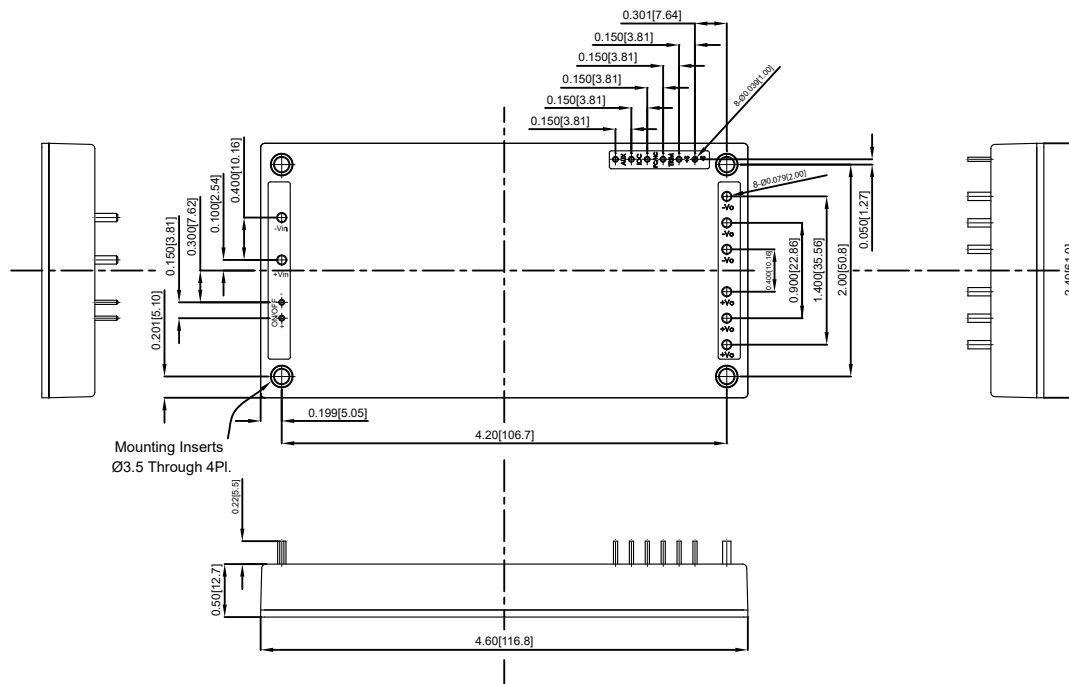 0.301[7.64]
0.150[3.81]
0.150[3.81]
0.150[3.81]
0.150[3.81]
0.150[3.81]
8-Ø0.039[1.00]
AUX
IOC
PC/NC
TRIM
+S
-S
8-Ø0.079[2.00]
0.050[1.27]
0.400[10.16]
0.100[2.54]
0.300[7.62]
0.150[3.81]
0.201[5.10]
-Vin
+Vin
-
ON/OFF
+
-Vo
-Vo
-Vo
+Vo
+Vo
+Vo
0.400[10.16]
0.900[22.86]
1.400[35.56]
2.00[50.8]
0.199[5.05]
4.20[106.7]
Mounting Inserts
Ø3.5 Through 4Pl.
0.22[5.5]
0.50[12.7]
4.60[116.8]